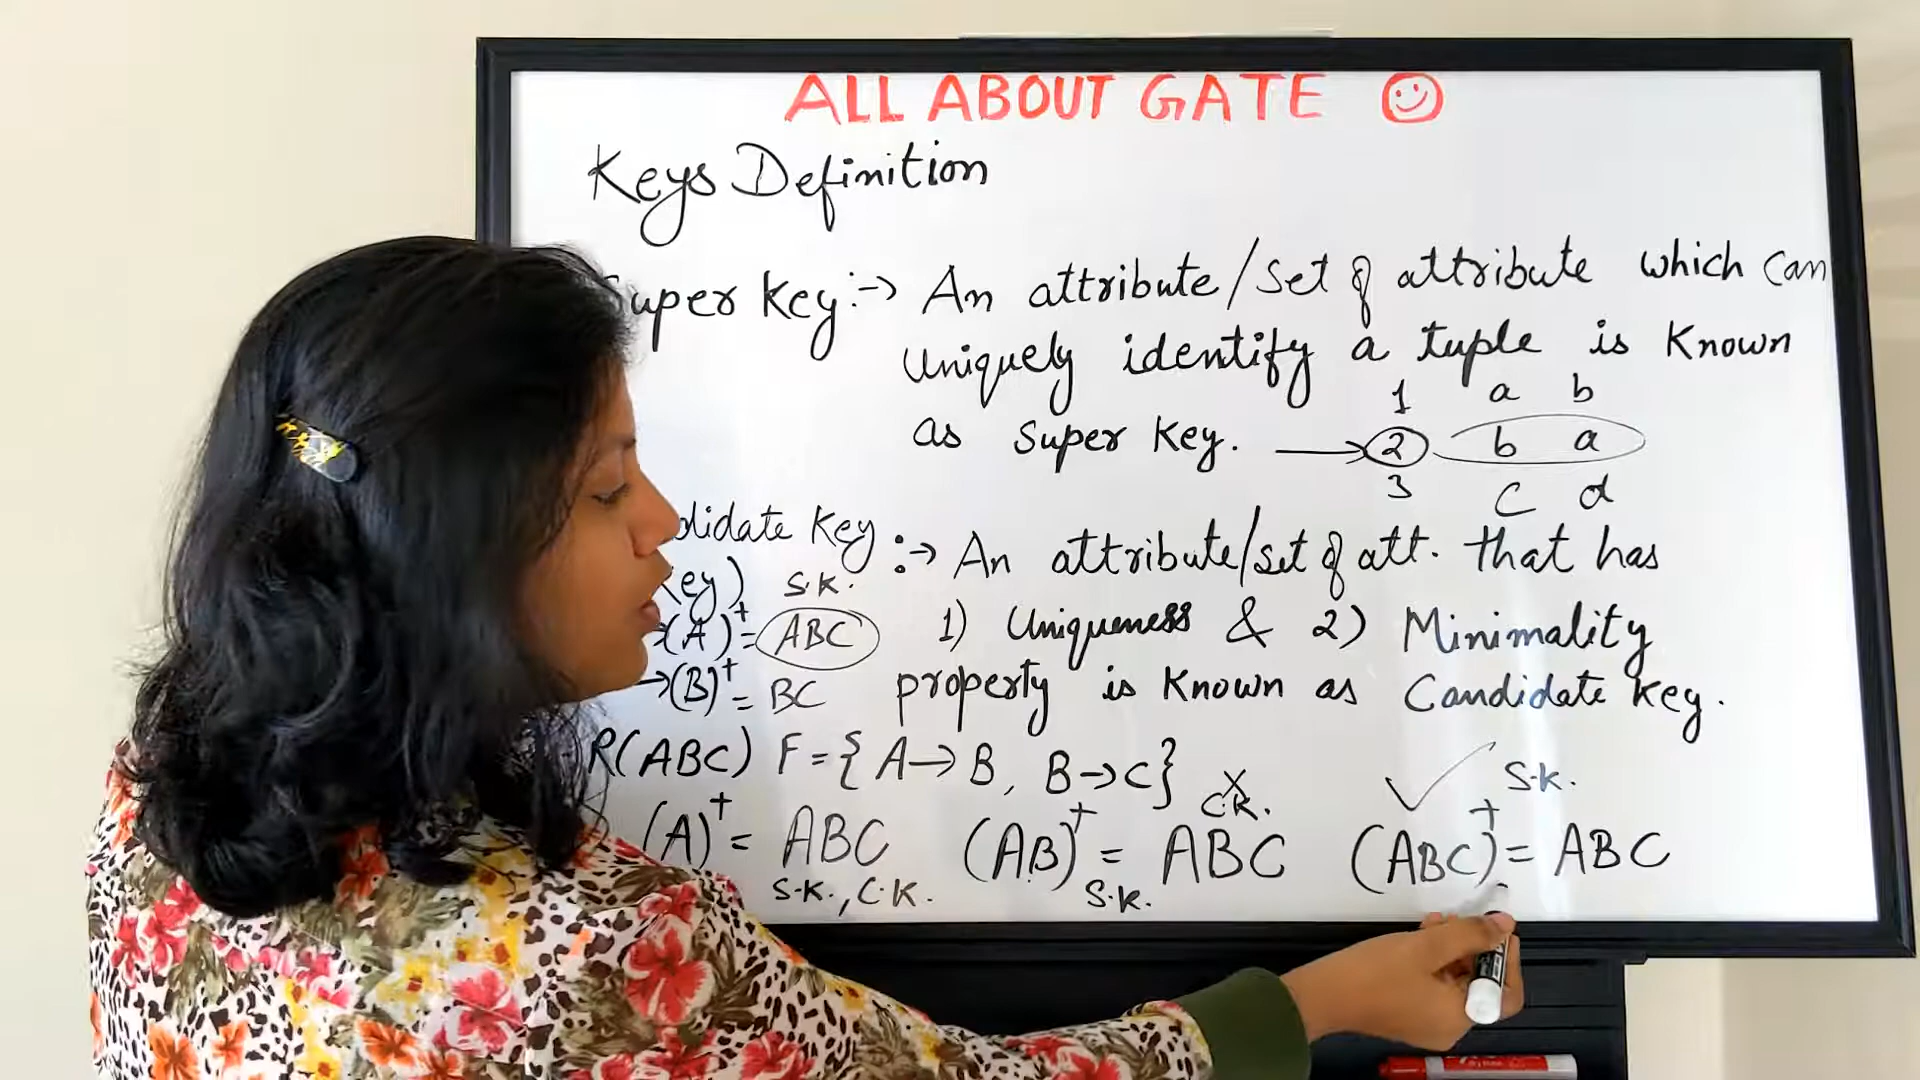 ALL ABOUT GATE
Keys Definition
Super Key :→ An attribute/set of attribute which can
uniquely identify a tuple is known
as super key. → 2 b a
1 a b
3 c d
didate key :→ An attribute/set of att. that has
key) S.K.
(A)⁺ = ABC 1) Uniqueness & 2) Minimality
→(B)⁺ = BC property is known as Candidate key.
R(ABC) F = { A→B, B→C}
(A)⁺ = ABC S.K., C.K.
(AB)⁺ = ABC S.K. C.K. X
✓ (ABC)⁺ = ABC S.K.